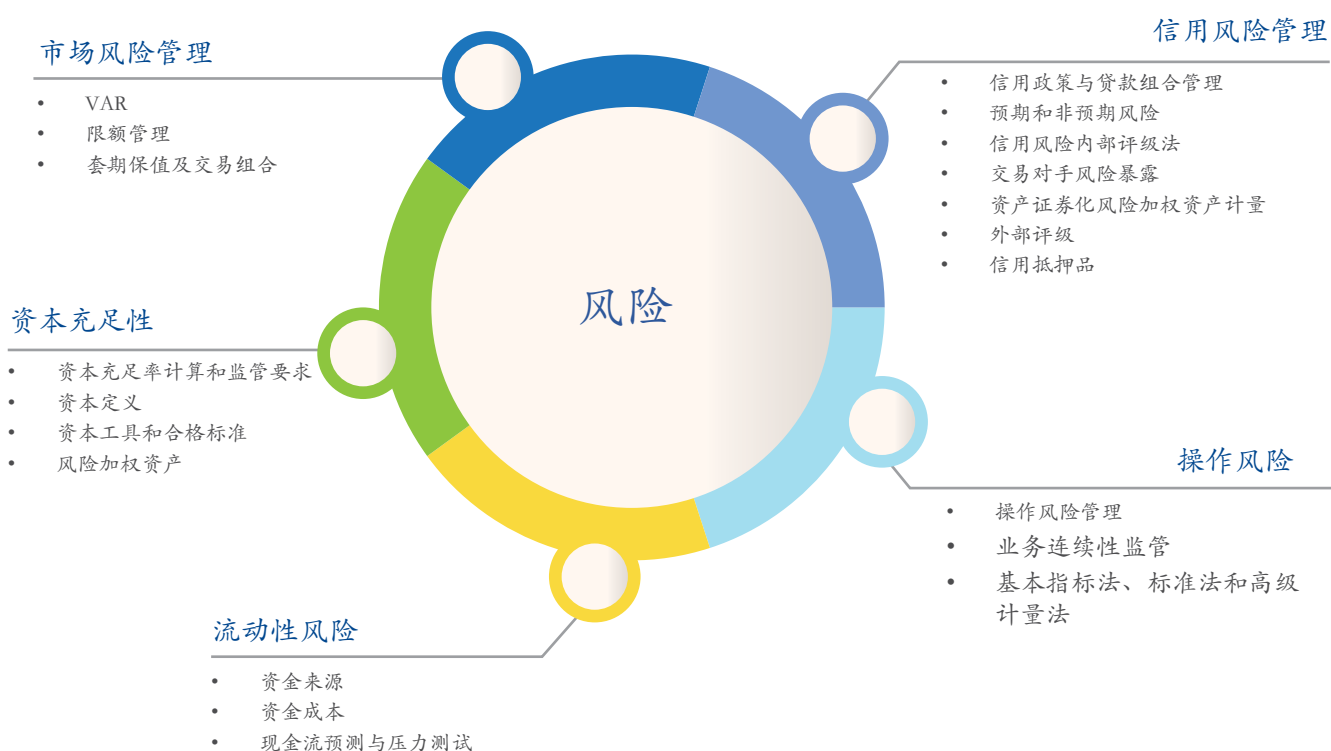 市场风险管理
• VAR
• 限额管理
• 套期保值及交易组合
信用风险管理
• 信用政策与贷款组合管理
• 预期和非预期风险
• 信用风险内部评级法
• 交易对手风险暴露
• 资产证券化风险加权资产计量
• 外部评级
• 信用抵押品
风险
资本充足性
• 资本充足率计算和监管要求
• 资本定义
• 资本工具和合格标准
• 风险加权资产
操作风险
• 操作风险管理
• 业务连续性监管
• 基本指标法、标准法和高级
计量法
流动性风险
• 资金来源
• 资金成本
• 现金流预测与压力测试